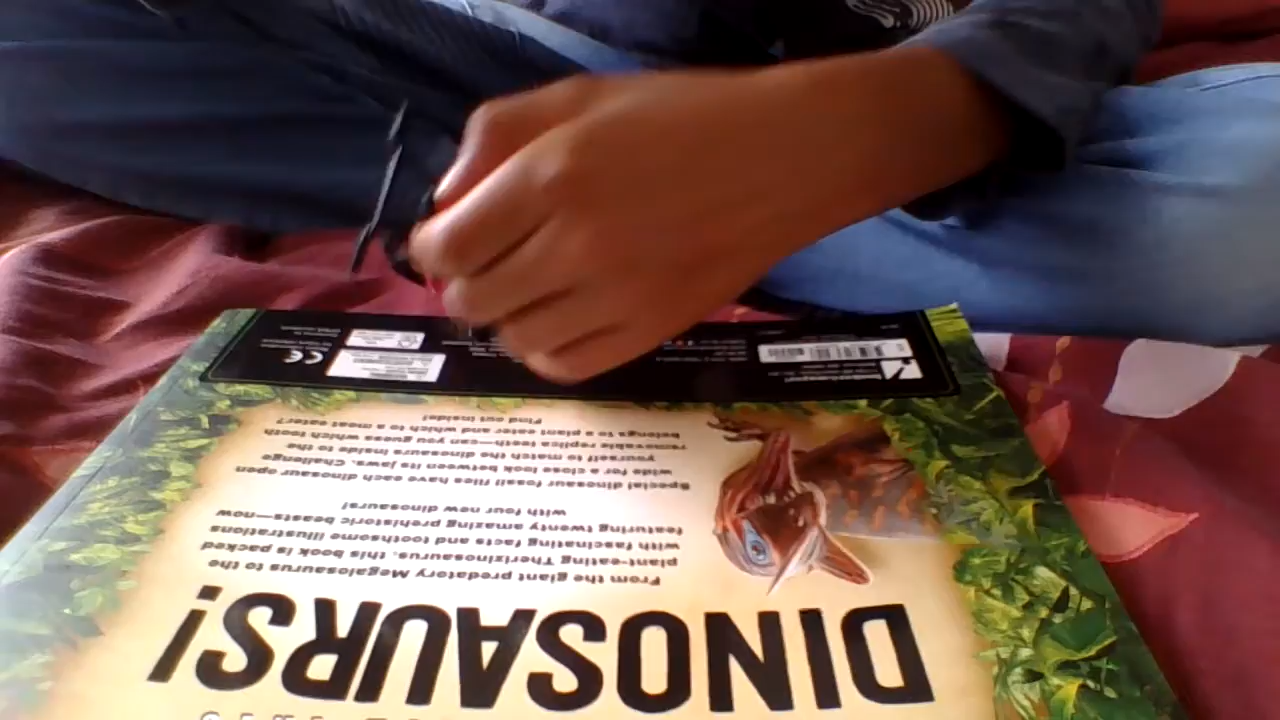 DINOSAURS!
From the giant predatory Megalosaurus to the
plant-eating Therizinosaurus, this book is packed
with fascinating facts and toothsome illustrations
featuring twenty amazing prehistoric beasts—now
with four new dinosaurs!
Special dinosaur fossil files have each dinosaur open
wide for a close look between its jaws. Challenge
yourself to match the dinosaurs inside to the
removable replica teeth—can you guess which tooth
belongs to a plant eater and which to a meat eater?
Find out inside!
CE